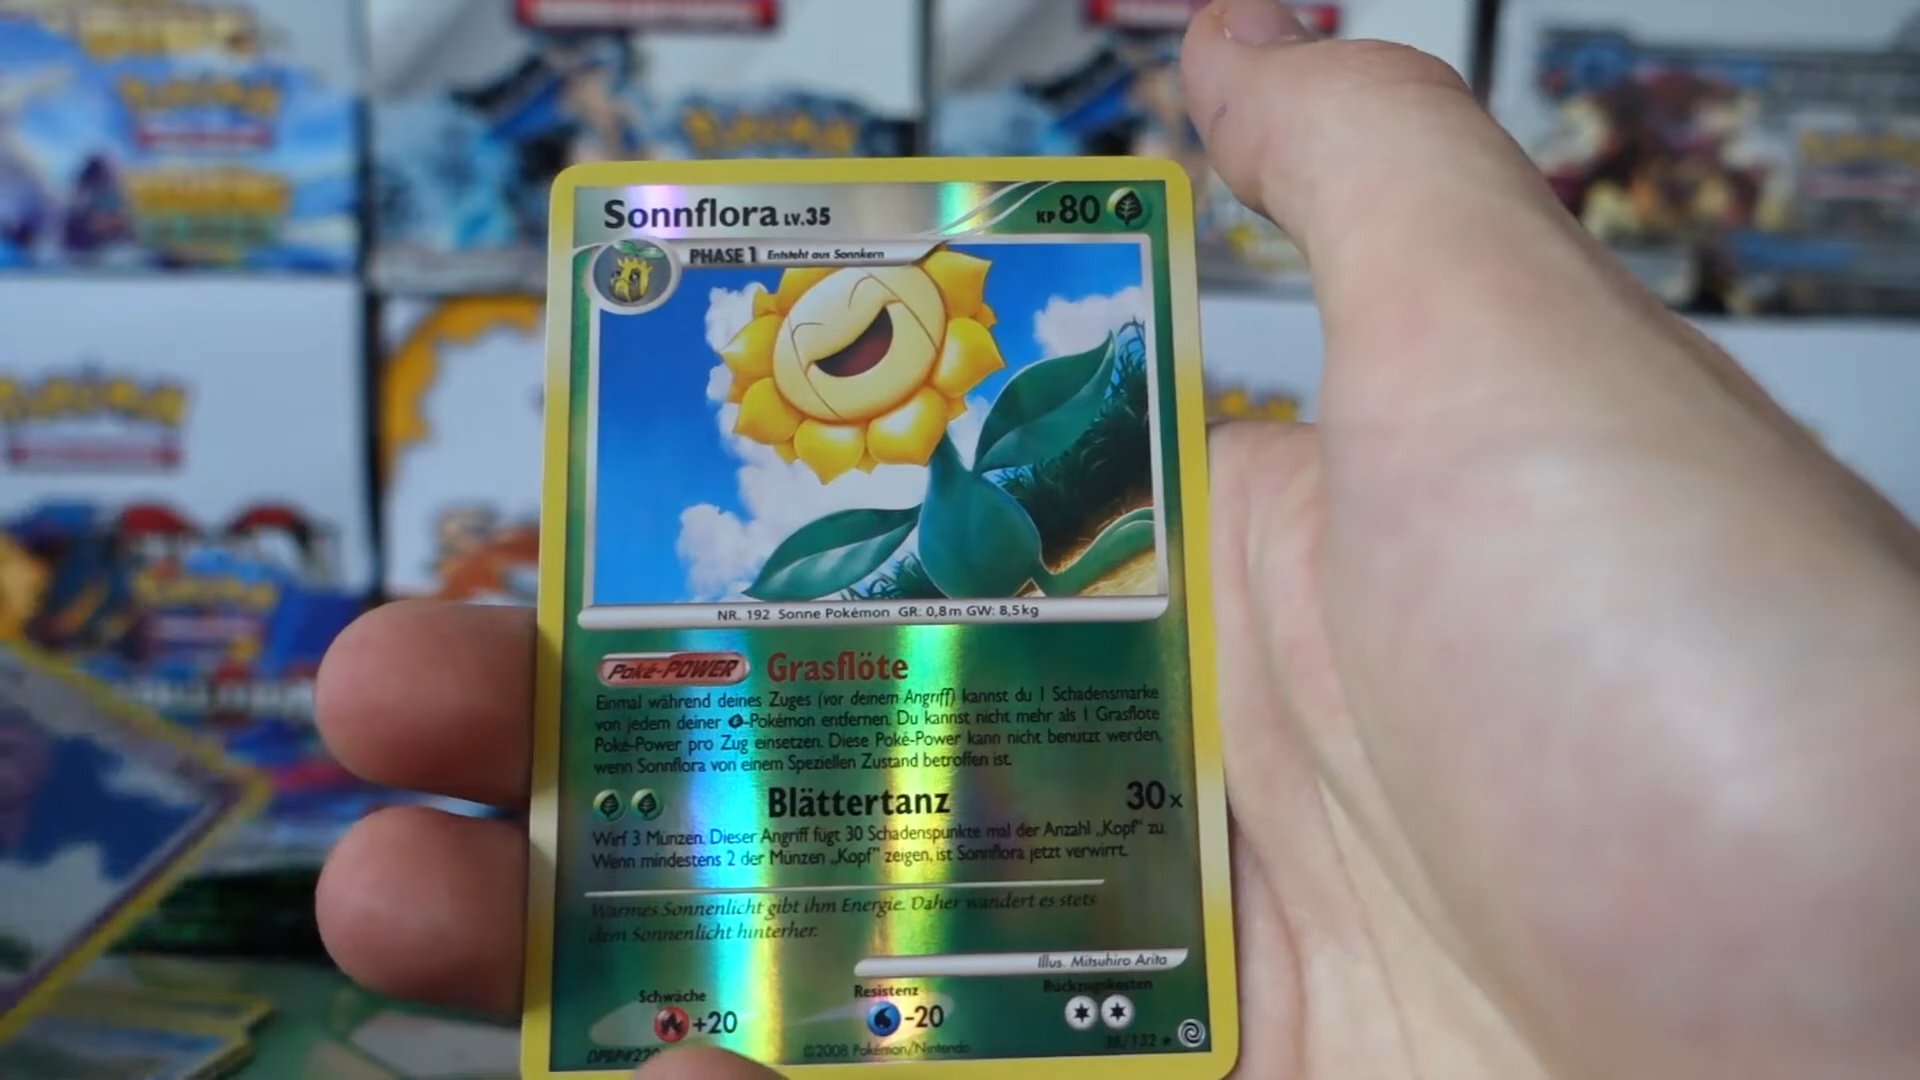 Sonnflora LV.35
KP 80
PHASE 1 Entsteht aus Sonnkern
NR. 192 Sonne Pokémon GR: 0,8m GW: 8,5kg
Poké-POWER Grasflöte
Einmal während deines Zuges (vor deinem Angriff) kannst du 1 Schadensmarke
von jedem deiner -Pokémon entfernen. Du kannst nicht mehr als 1 Grasflöte
Poké-Power pro Zug einsetzen. Diese Poké-Power kann nicht benutzt werden,
wenn Sonnflora von einem Speziellen Zustand betroffen ist.
Blättertanz 30x
Wirf 3 Münzen. Dieser Angriff fügt 30 Schadenspunkte mal der Anzahl „Kopf“ zu.
Wenn mindestens 2 der Münzen „Kopf“ zeigen, ist Sonnflora jetzt verwirrt.
Warmes Sonnenlicht gibt ihm Energie. Daher wandert es stets
dem Sonnenlicht hinterher.
Illus. Mitsuhiro Arita
Schwäche Resistenz Rückzugskosten
+20 -20
©2008 Pokémon/Nintendo